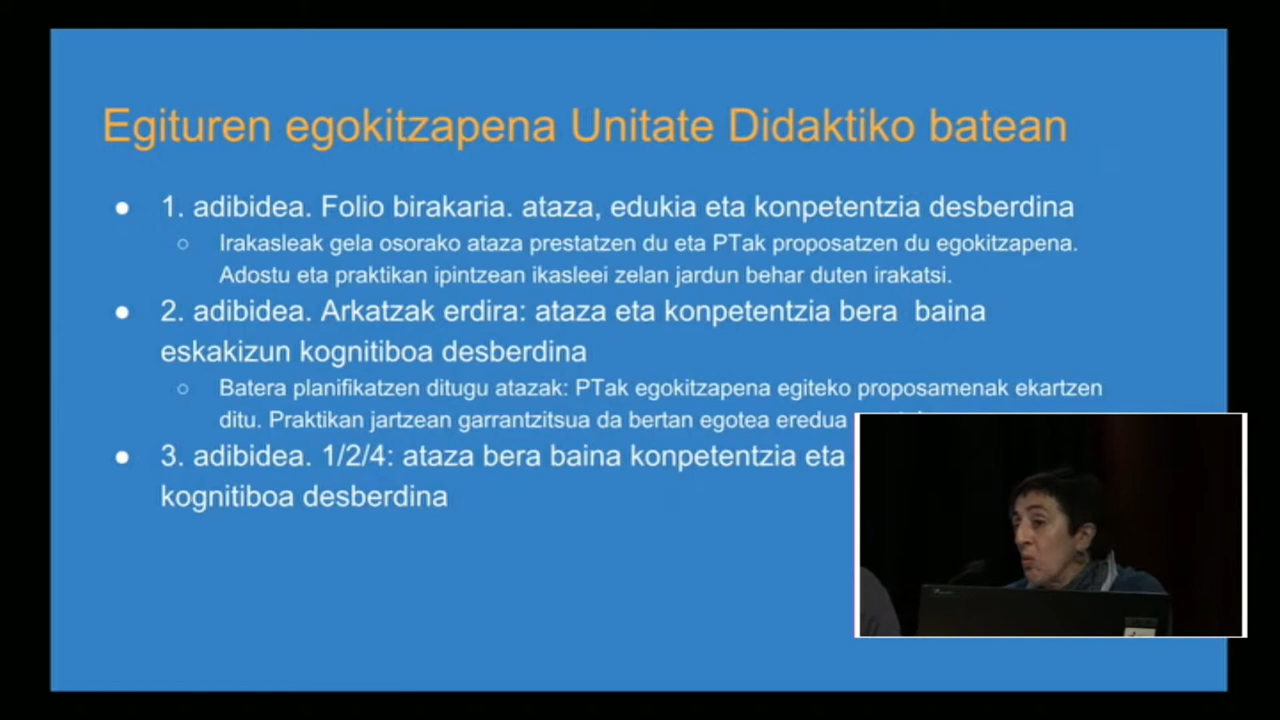 Egituren egokitzapena Unitate Didaktiko batean
● 1. adibidea. Folio birakaria. ataza, edukia eta konpetentzia desberdina
○ Irakasleak gela osorako ataza prestatzen du eta PTak proposatzen du egokitzapena.
Adostu eta praktikan ipintzean ikasleei zelan jardun behar duten irakatsi.
● 2. adibidea. Arkatzak erdira: ataza eta konpetentzia bera baina
eskakizun kognitiboa desberdina
○ Batera planifikatzen ditugu atazak: PTak egokitzapena egiteko proposamenak ekartzen
ditu. Praktikan jartzean garrantzitsua da bertan egotea eredua
● 3. adibidea. 1/2/4: ataza bera baina konpetentzia eta
kognitiboa desberdina